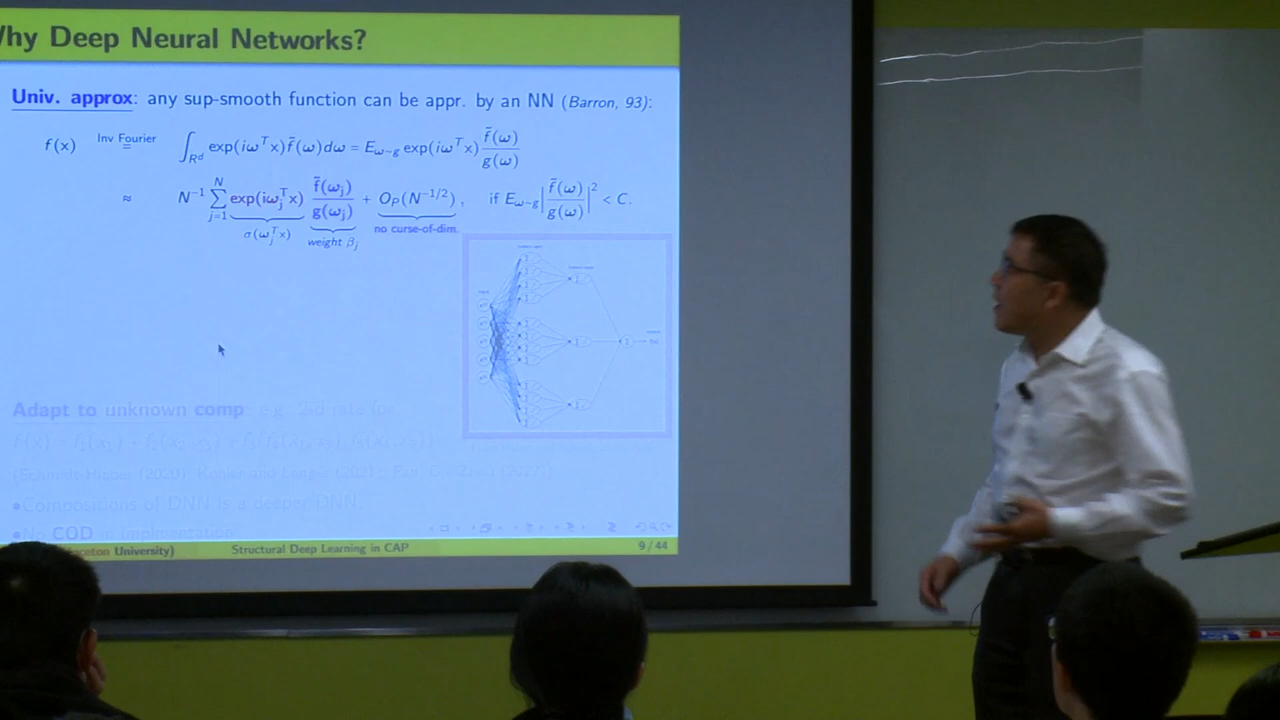 hy Deep Neural Networks?
Univ. approx: any sup-smooth function can be appr. by an NN (Barron, 93):
f(x) Inv Fourier = ∫_{R^d} exp(iω^T x) f̄(ω)dω = E_{ω∼g} exp(iω^T x) f̄(ω)/g(ω)
≈ N^{-1} ∑_{j=1}^{N} exp(iω_j^T x) f̄(ω_j)/g(ω_j) + O_P(N^{-1/2}), if E_{ω∼g}|f̄(ω)/g(ω)|^2 < C.
σ(ω_j^T x) weight β_j no curse-of-dim.
Adapt to unknown comp: e.g.
•Compositions of DNN is a deeper DNN.
COD in
ceton University) Structural Deep Learning in CAP 9 / 44